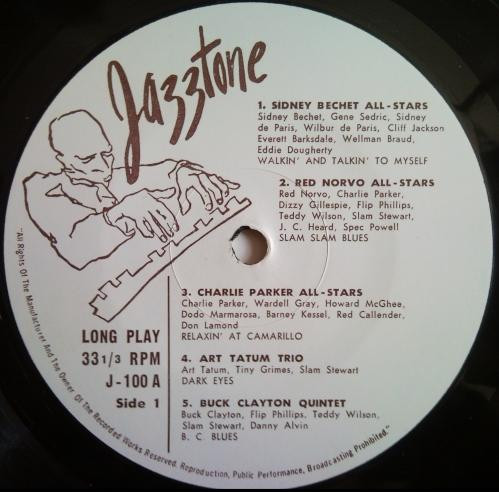 Jazztone
1. SIDNEY BECHET ALL-STARS
Sidney Bechet, Gene Sedric, Sidney
de Paris, Wilbur de Paris, Cliff Jackson
Everett Barksdale, Wellman Braud,
Eddie Dougherty
WALKIN' AND TALKIN' TO MYSELF
2. RED NORVO ALL-STARS
Red Norvo, Charlie Parker,
Dizzy Gillespie, Flip Phillips,
Teddy Wilson, Slam Stewart,
J. C. Heard, Spec Powell
SLAM SLAM BLUES
3. CHARLIE PARKER ALL-STARS
Charlie Parker, Wardell Gray, Howard McGhee,
Dodo Marmarosa, Barney Kessel, Red Callender,
Don Lamond
RELAXIN' AT CAMARILLO
4. ART TATUM TRIO
Art Tatum, Tiny Grimes, Slam Stewart
DARK EYES
5. BUCK CLAYTON QUINTET
Buck Clayton, Flip Phillips, Teddy Wilson,
Slam Stewart, Danny Alvin
B. C. BLUES
LONG PLAY
33 1/3 RPM
J-100 A
Side 1
"All Rights Of The Manufacturer And The Owner Of The Recorded Works Reserved. Reproduction, Public Performance, Broadcasting Prohibited."